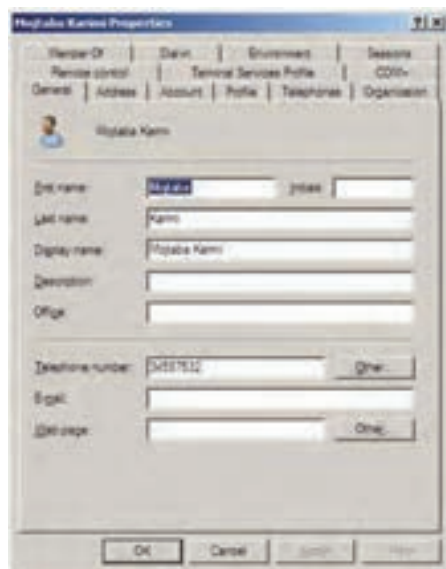 Mojtaba Karimi Properties
Member Of Dial-in Environment Sessions
Remote control Terminal Services Profile COM+
General Address Account Profile Telephones Organization
Mojtaba Karimi
First name: Mojtaba Initials:
Last name: Karimi
Display name: Mojtaba Karimi
Description:
Office:
Telephone number: Other...
E-mail:
Web page: Other...
OK Cancel Apply Help